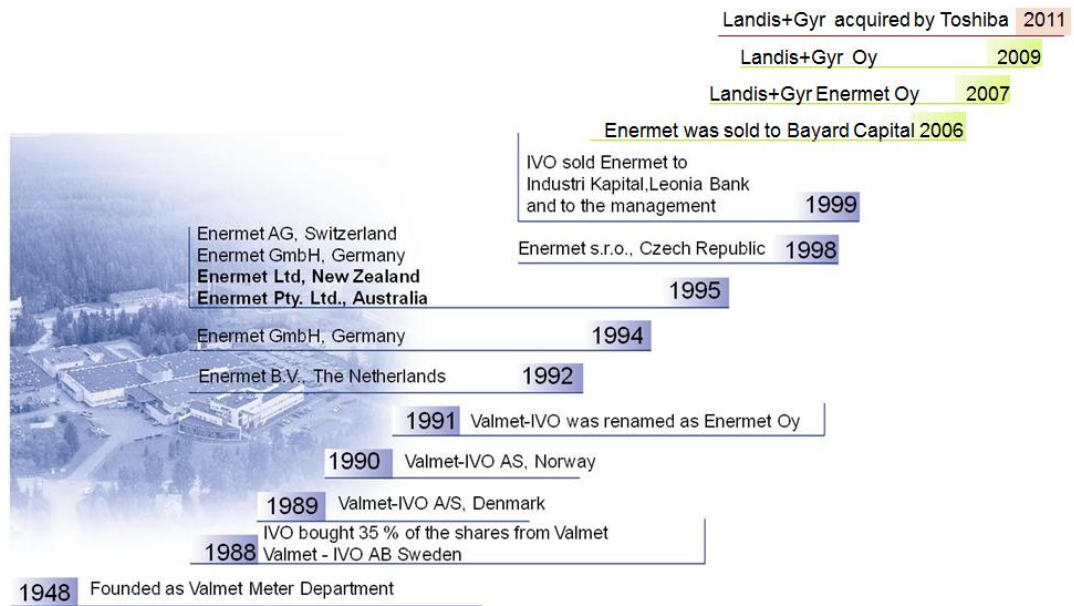 Landis+Gyr acquired by Toshiba 2011
Landis+Gyr Oy 2009
Landis+Gyr Enermet Oy 2007
Enermet was sold to Bayard Capital 2006
IVO sold Enermet to
Industri Kapital,Leonia Bank
and to the management 1999
Enermet s.r.o., Czech Republic 1998
Enermet AG, Switzerland
Enermet GmbH, Germany
Enermet Ltd, New Zealand
Enermet Pty. Ltd., Australia 1995
Enermet GmbH, Germany 1994
Enermet B.V., The Netherlands 1992
1991 Valmet-IVO was renamed as Enermet Oy
1990 Valmet-IVO AS, Norway
1989 Valmet-IVO A/S, Denmark
IVO bought 35 % of the shares from Valmet
1988 Valmet - IVO AB Sweden
1948 Founded as Valmet Meter Department